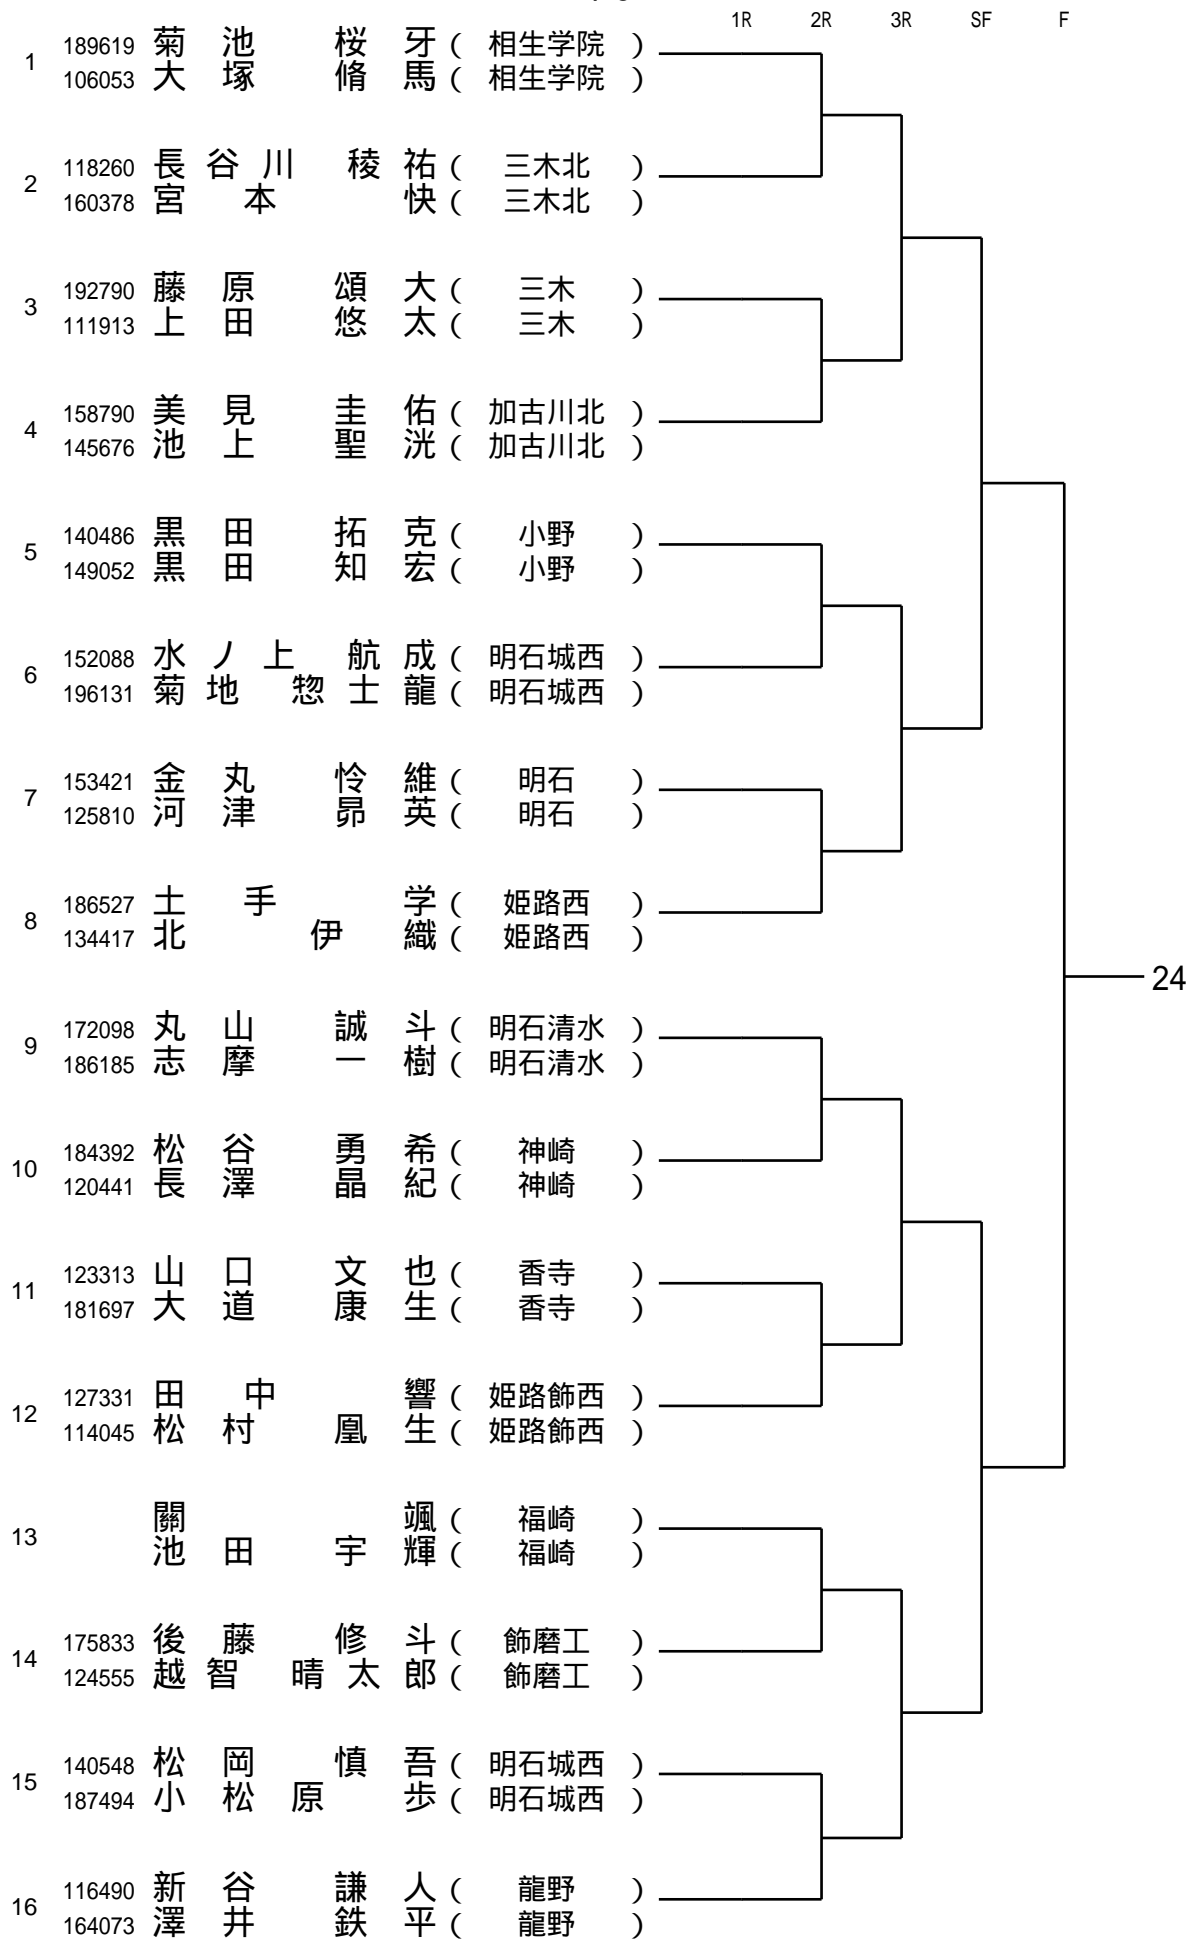 1R 2R 3R SF F
1
189619 菊池 桜牙 ( 相生学院 )
106053 大塚 脩馬 ( 相生学院 )
2
118260 長谷川 稜祐 ( 三木北 )
160378 宮本 快 ( 三木北 )
3
192790 藤原 頌大 ( 三木 )
111913 上田 悠太 ( 三木 )
4
158790 美見 圭佑 ( 加古川北 )
145676 池上 聖洸 ( 加古川北 )
5
140486 黒田 拓克 ( 小野 )
149052 黒田 知宏 ( 小野 )
6
152088 水ノ上 航成 ( 明石城西 )
196131 菊地 惣士龍 ( 明石城西 )
7
153421 金丸 怜維 ( 明石 )
125810 河津 昴英 ( 明石 )
8
186527 土手 学 ( 姫路西 )
134417 北 伊織 ( 姫路西 )
24
9
172098 丸山 誠斗 ( 明石清水 )
186185 志摩 一樹 ( 明石清水 )
10
184392 松谷 勇希 ( 神崎 )
120441 長澤 晶紀 ( 神崎 )
11
123313 山口 文也 ( 香寺 )
181697 大道 康生 ( 香寺 )
12
127331 田中 響 ( 姫路飾西 )
114045 松村 凰生 ( 姫路飾西 )
13
關 颯 ( 福崎 )
池田 宇輝 ( 福崎 )
14
175833 後藤 修斗 ( 飾磨工 )
124555 越智 晴太郎 ( 飾磨工 )
15
140548 松岡 慎吾 ( 明石城西 )
187494 小松原 歩 ( 明石城西 )
16
116490 新谷 謙人 ( 龍野 )
164073 澤井 鉄平 ( 龍野 )